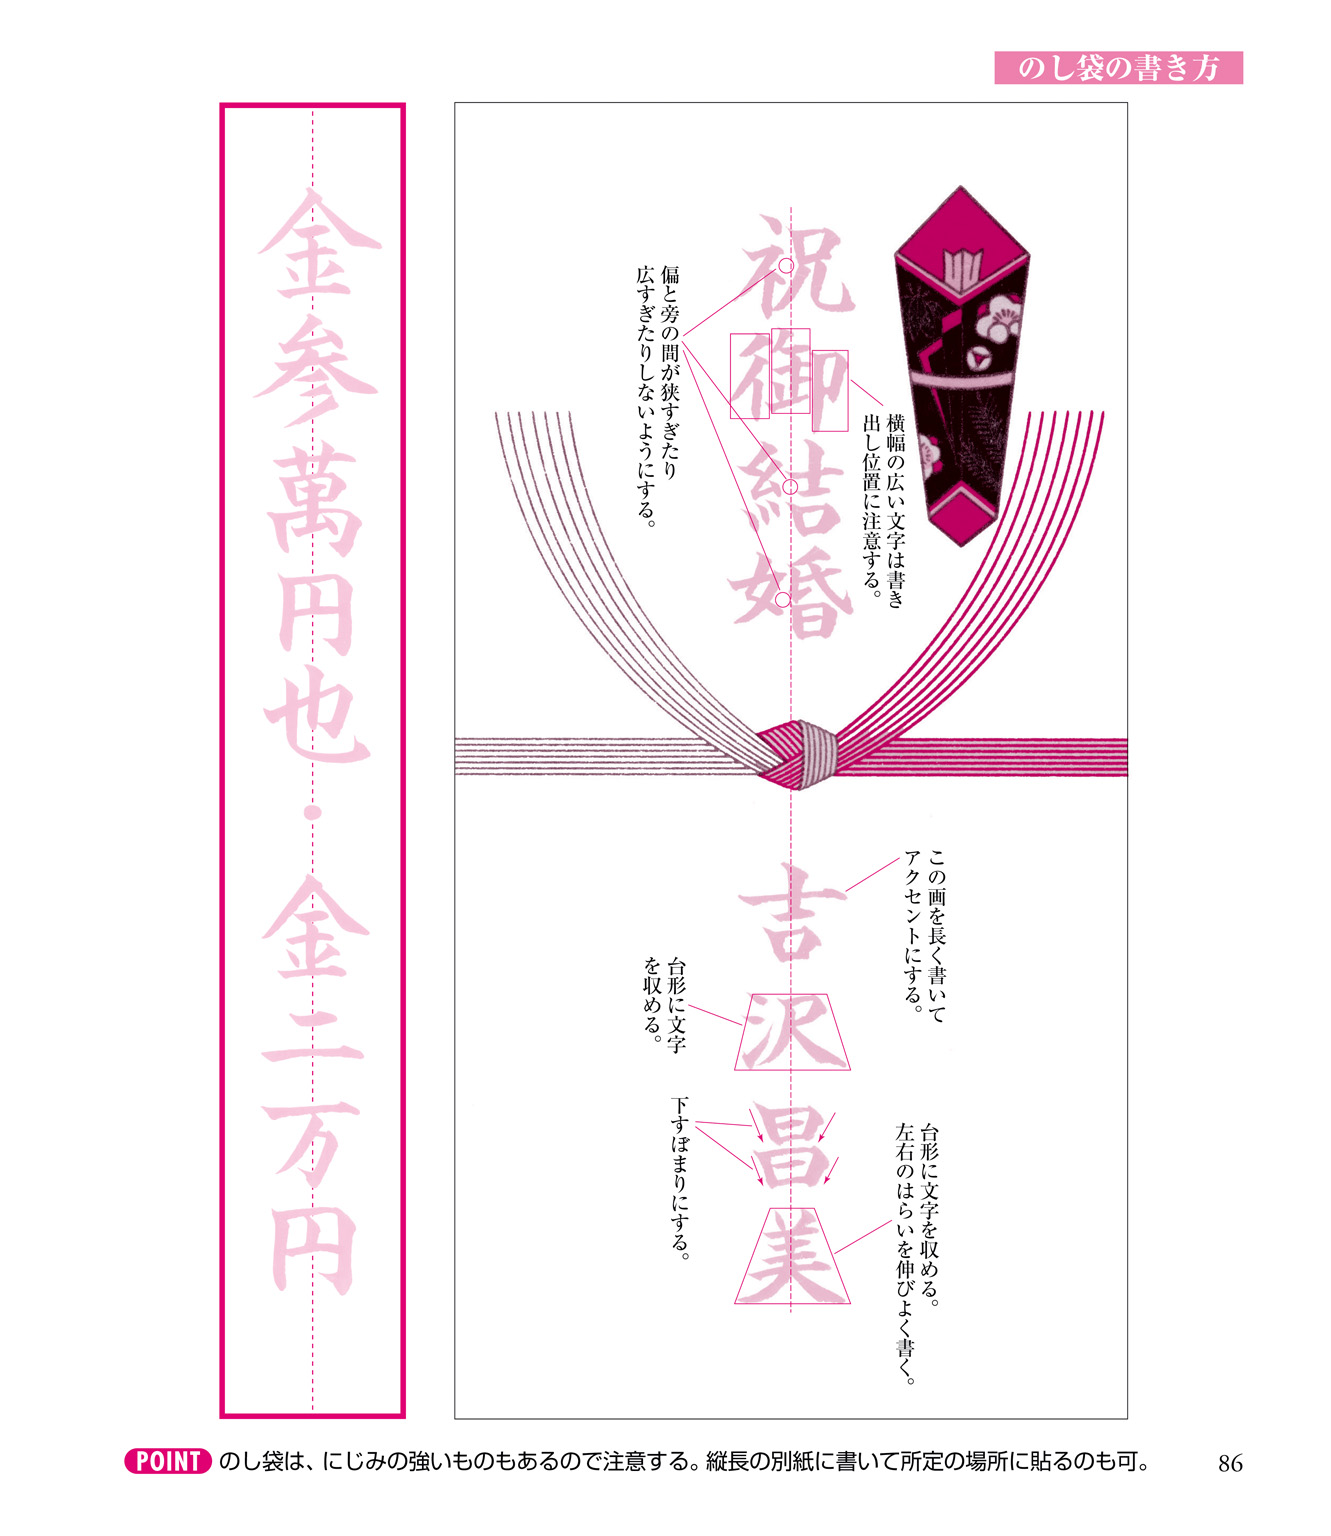 のし袋の書き方
祝御結婚
横幅の広い文字は書き
出し位置に注意する。
偏と旁の間が狭すぎたり
広すぎたりしないようにする。
吉沢昌美
この画を長く書いて
アクセントにする。
台形に文字
を収める。
下すぼまりにする。
台形に文字を収める。
左右のはらいを伸びよく書く。
金参萬円也・金二万円
POINT のし袋は、にじみの強いものもあるので注意する。縦長の別紙に書いて所定の場所に貼るのも可。
86